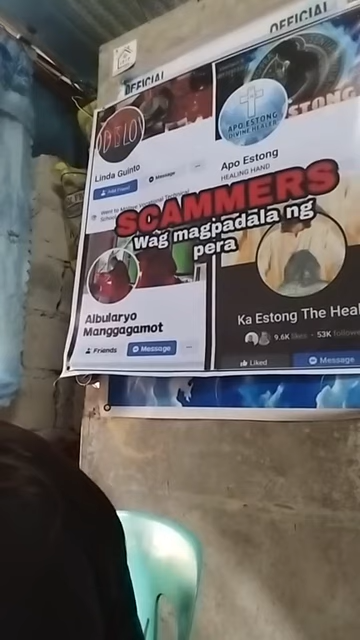 OFFICIAL
OFFICIAL
Linda Guinto
Add Friend
Message
APO ESTONG
DIVINE HEALER
Apo Estong
HEALING HAND
SCAMMERS
Wag magpadala ng
pera
Albularyo
Manggagamot
Friends
Message
Ka Estong The Heal
9.6K likes · 53K followe
Liked
Message